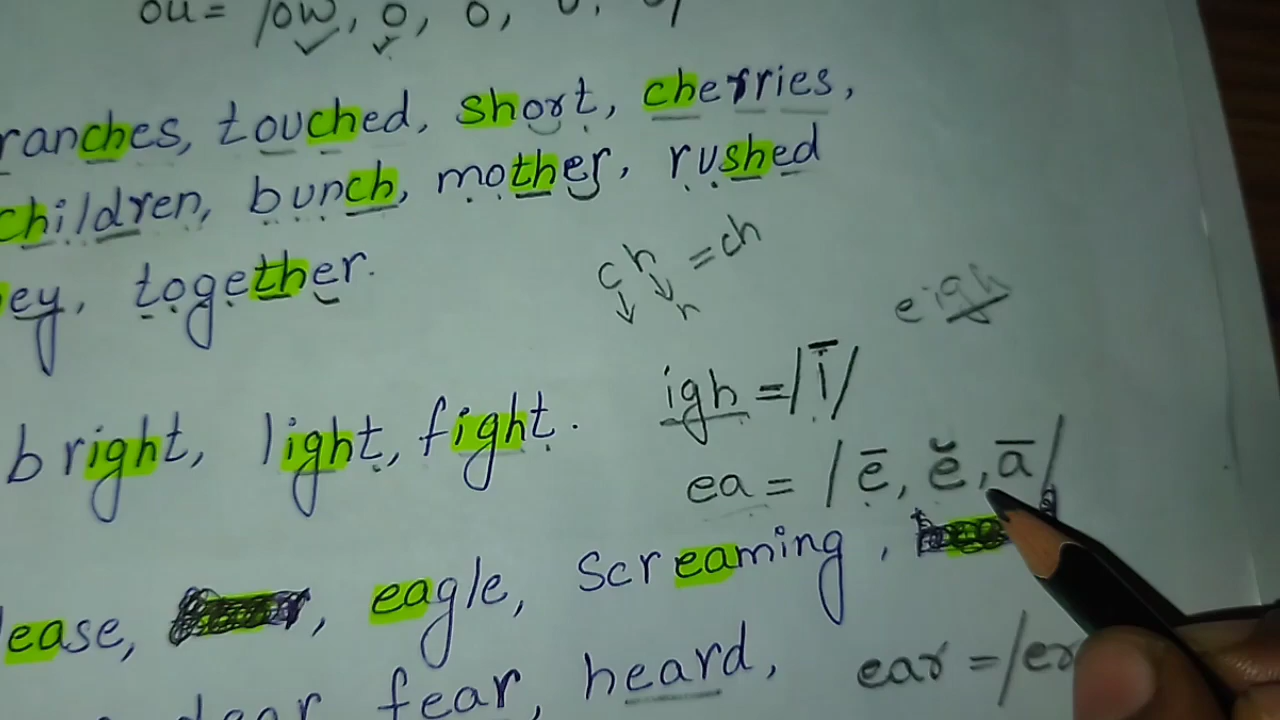 ou = /ow, o, o,
ranches, touched, short, cherries,
children, bunch, mother, rushed
ey, together.
ch = ch
r
eigh
bright, light, fight. igh = /ī/
ea = /ē, ĕ, ā/
ease, eagle, screaming,
fear, heard, ear = /er